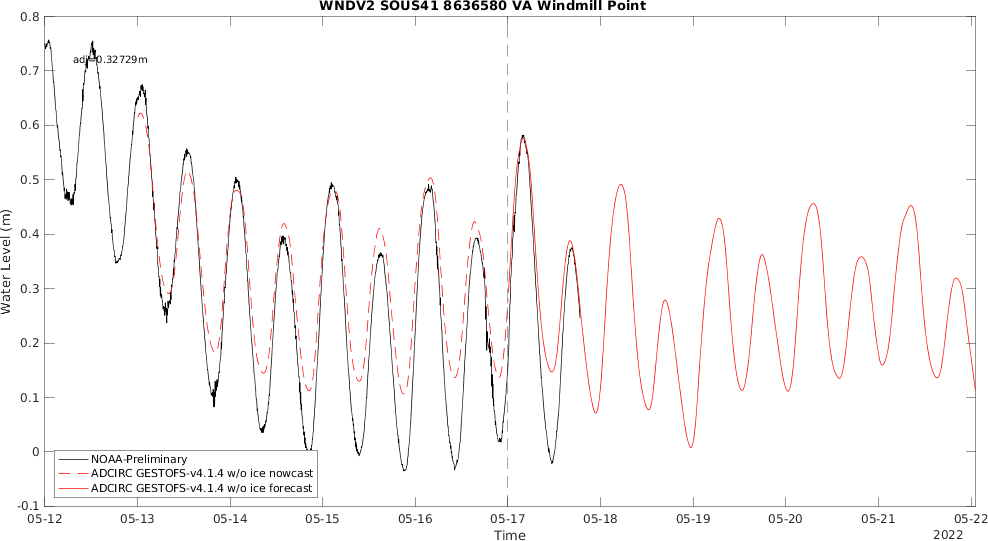 WNDV2 SOUS41 8636580 VA Windmill Point
0.8
0.7
0.6
0.5
0.4
0.3
0.2
0.1
0
-0.1
Water Level (m)
adj=0.32729m
NOAA-Preliminary
ADCIRC GESTOFS-v4.1.4 w/o ice nowcast
ADCIRC GESTOFS-v4.1.4 w/o ice forecast
05-12 05-13 05-14 05-15 05-16 05-17 05-18 05-19 05-20 05-21 05-22
Time
2022